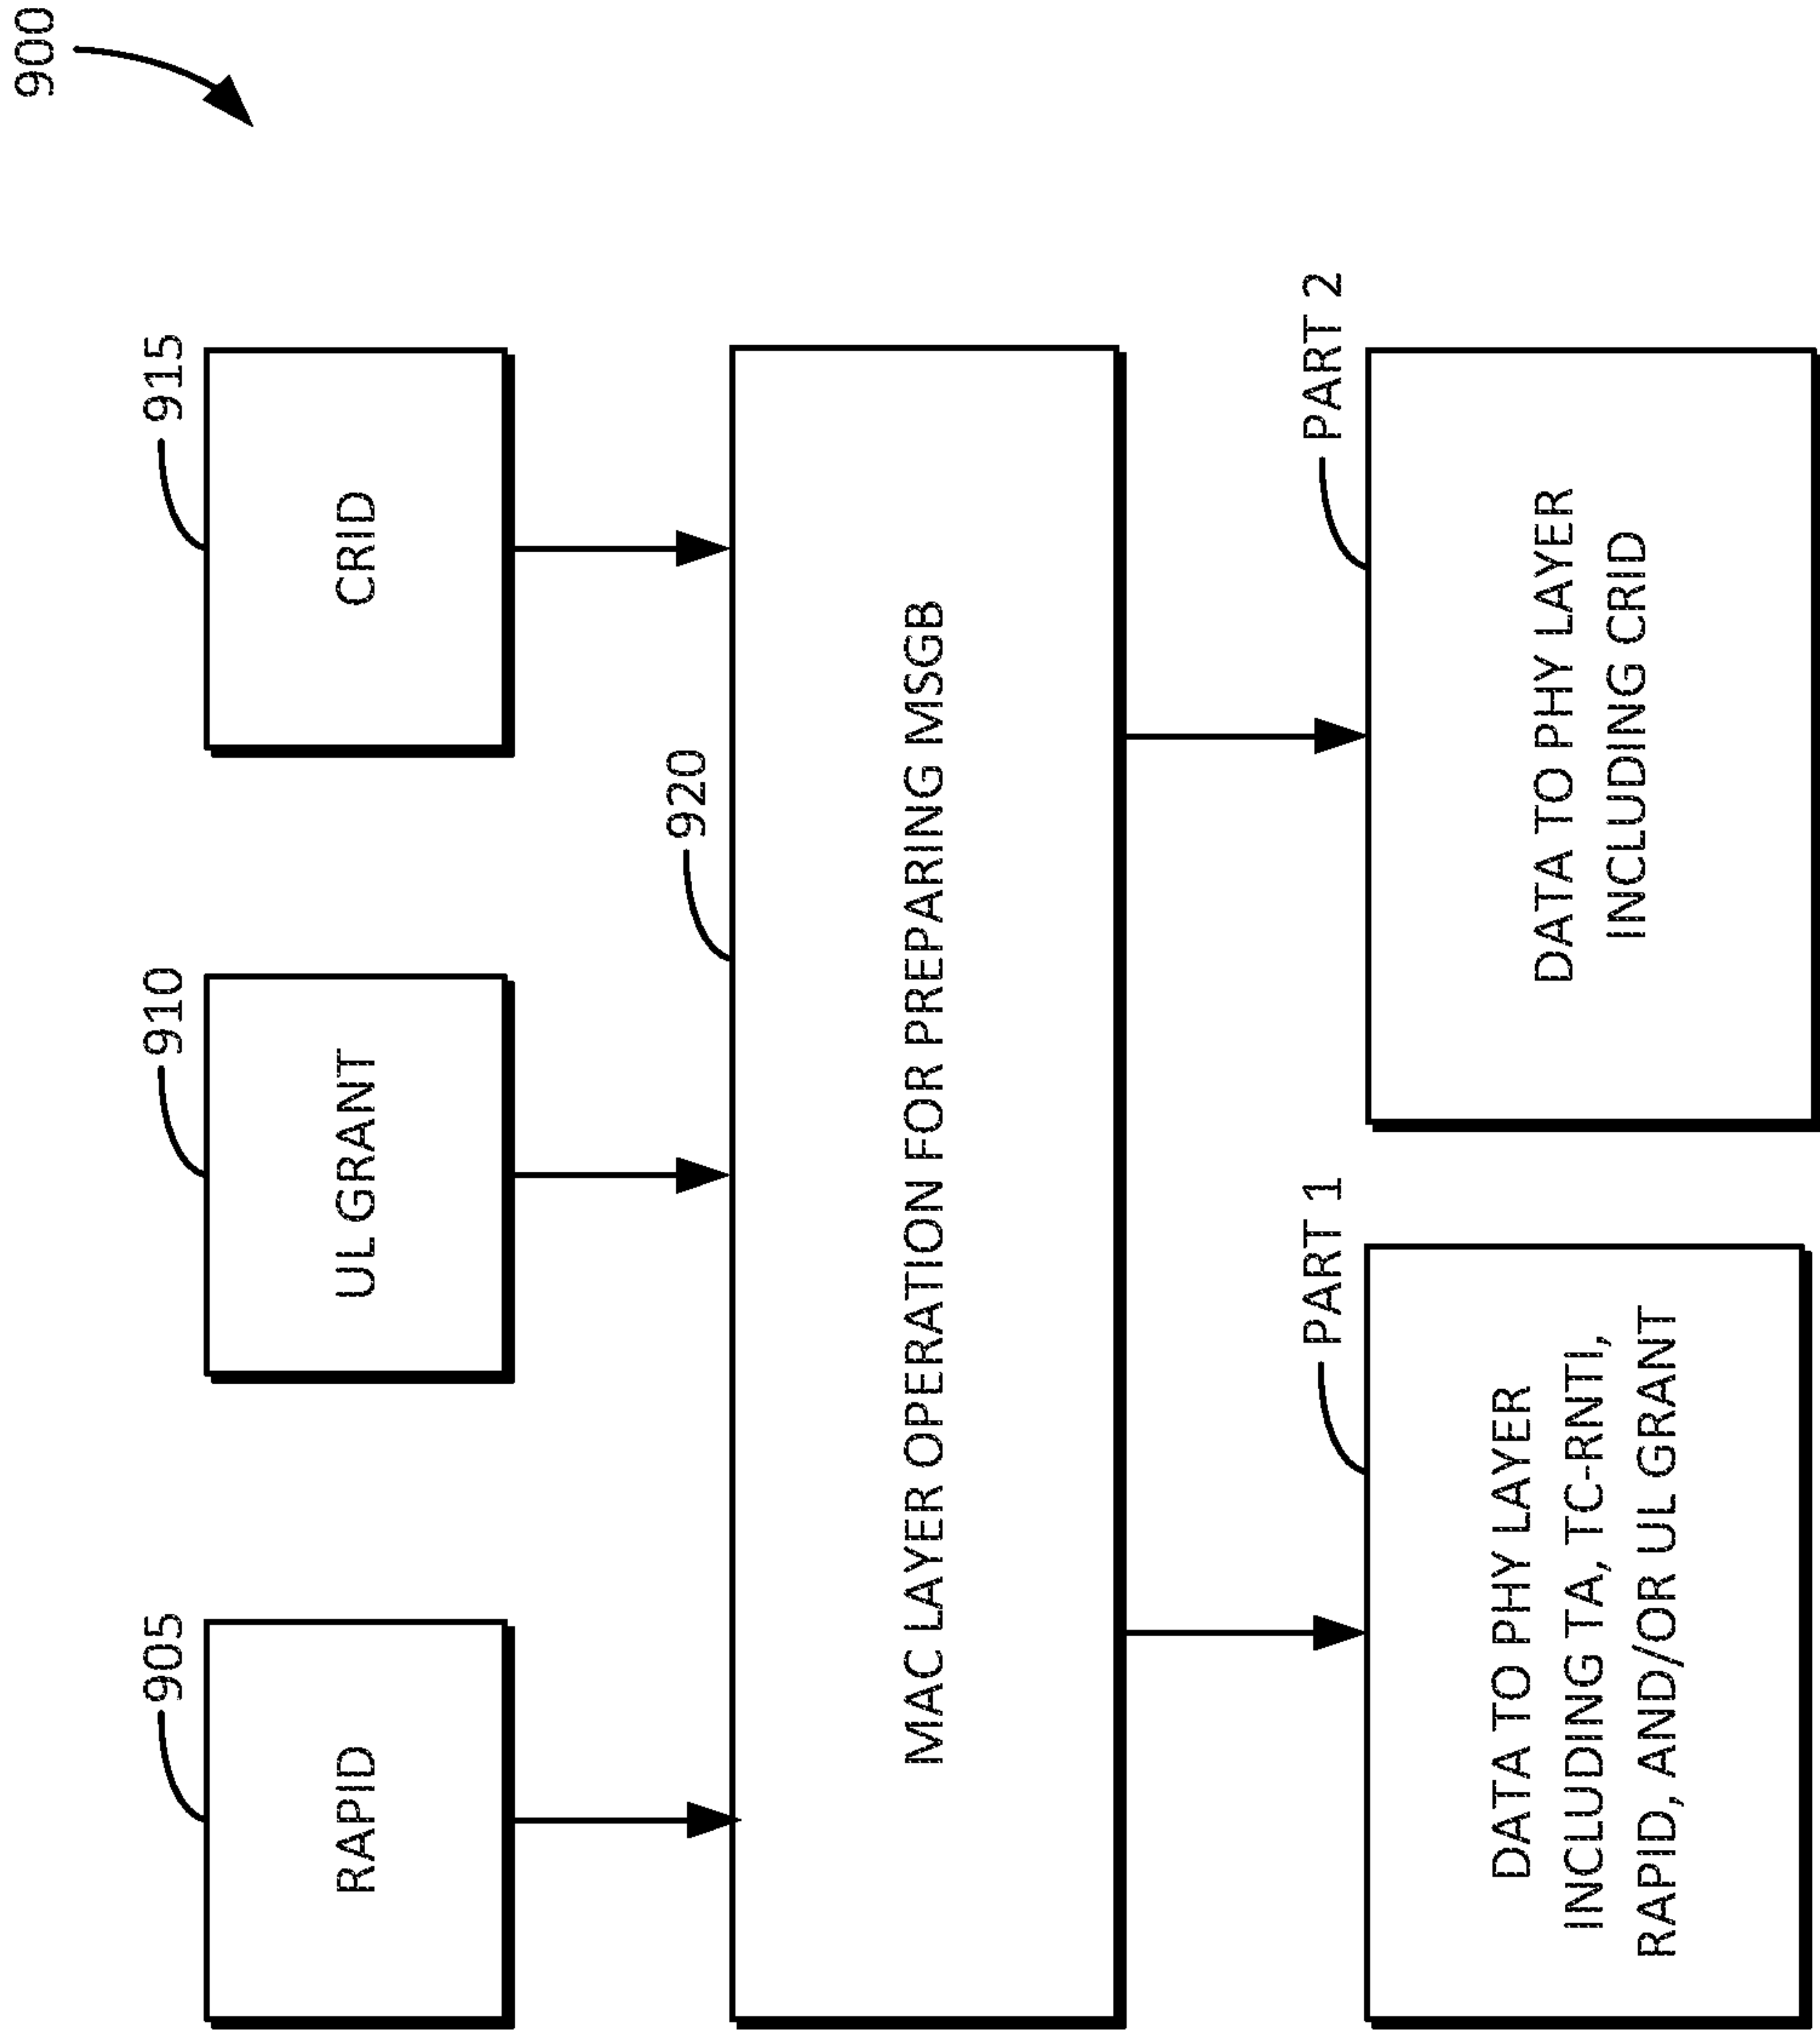 900
905
RAPID
910
UL GRANT
915
CRID
920
MAC LAYER OPERATION FOR PREPARING MSGB
PART 1
DATA TO PHY LAYER
INCLUDING TA, TC-RNTI,
RAPID, AND/OR UL GRANT
PART 2
DATA TO PHY LAYER
INCLUDING CRID